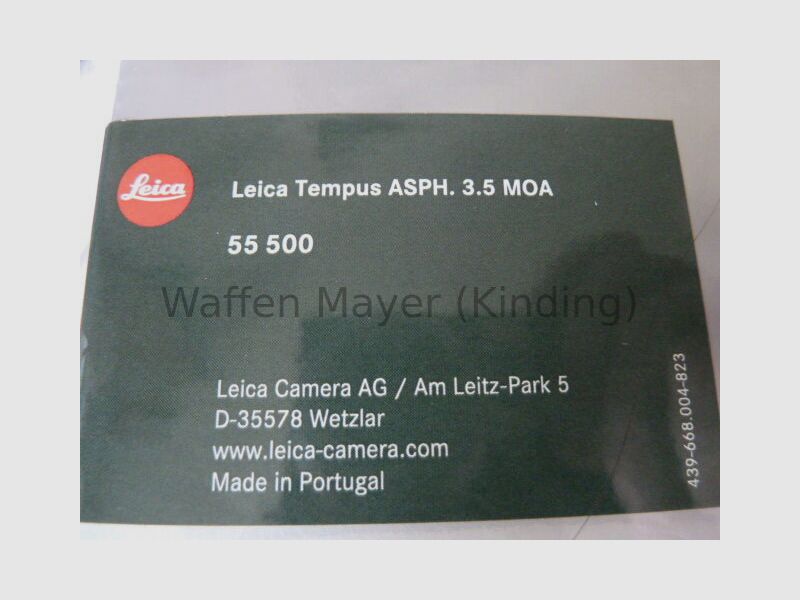 Leica
Leica Tempus ASPH. 3.5 MOA
55 500
Waffen Mayer (Kinding)
Leica Camera AG / Am Leitz-Park 5
D-35578 Wetzlar
www.leica-camera.com
Made in Portugal
439-668.004-823